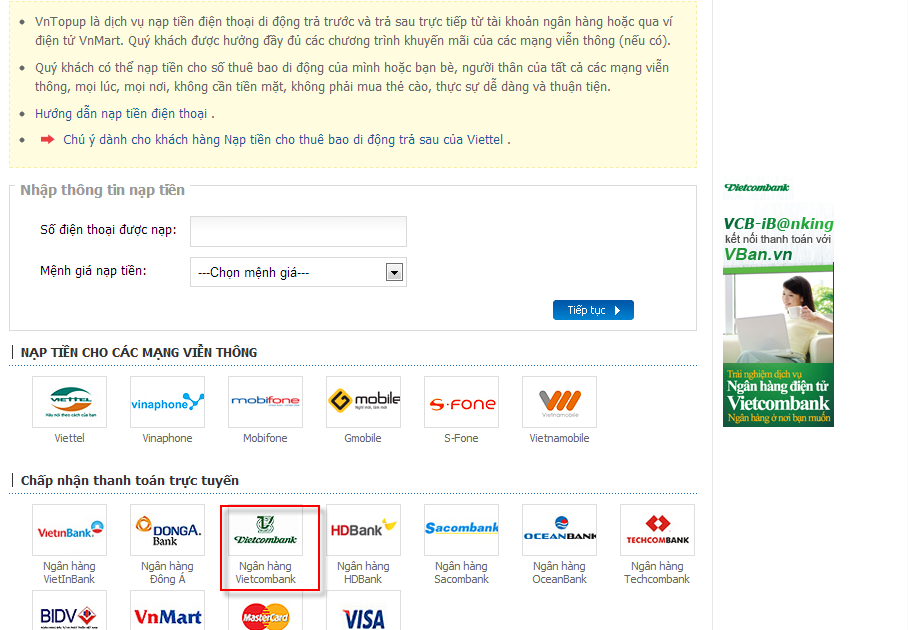 VnTopup là dịch vụ nạp tiền điện thoại di động trả trước và trả sau trực tiếp từ tài khoản ngân hàng hoặc qua ví
điện tử VnMart. Quý khách được hưởng đầy đủ các chương trình khuyến mãi của các mạng viễn thông (nếu có).
Quý khách có thể nạp tiền cho số thuê bao di động của mình hoặc bạn bè, người thân của tất cả các mạng viễn
thông, mọi lúc, mọi nơi, không cần tiền mặt, không phải mua thẻ cào, thực sự dễ dàng và thuận tiện.
Hướng dẫn nạp tiền điện thoại .
Chú ý dành cho khách hàng Nạp tiền cho thuê bao di động trả sau của Viettel .
Nhập thông tin nạp tiền
Số điện thoại được nạp:
Mệnh giá nạp tiền:
---Chọn mệnh giá---
Tiếp tục
NẠP TIỀN CHO CÁC MẠNG VIỄN THÔNG
VIETTEL
Hãy nói theo cách của bạn
vinaphone
mobifone
mobile
S-FONE
Vietnamobile
Viettel
Vinaphone
Mobifone
Gmobile
S-Fone
Vietnamobile
Chấp nhận thanh toán trực tuyến
VietinBank
DONGA Bank
Vietcombank
HDBank
Sacombank
OCEANBANK
TECHCOMBANK
Ngân hàng VietInBank
Ngân hàng Đông Á
Ngân hàng Vietcombank
Ngân hàng HDBank
Ngân hàng Sacombank
Ngân hàng OceanBank
Ngân hàng Techcombank
BIDV
VnMart
MasterCard
VISA
Vietcombank
VCB-iB@nking
kết nối thanh toán với
VBan.vn
Trải nghiệm dịch vụ
Ngân hàng điện tử
Vietcombank
Ngân hàng ở nơi bạn muốn